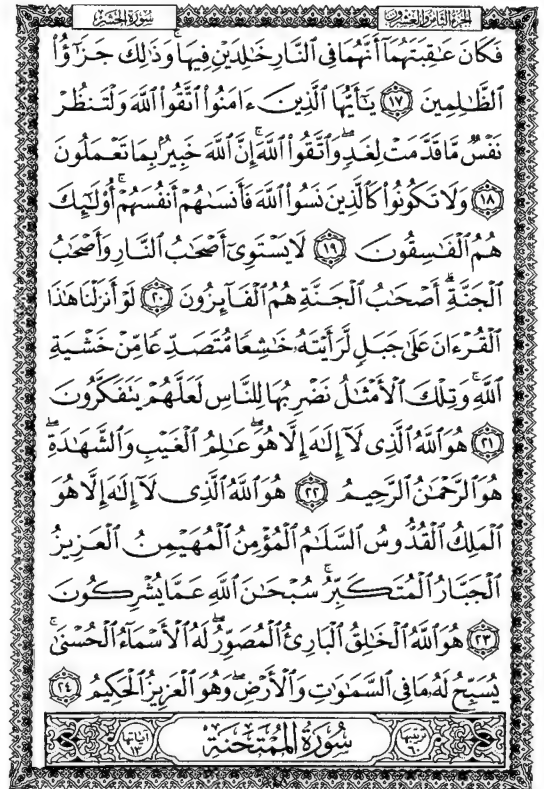 الجزء الثامن والعشرون سورة الحشر
فَكَانَ عَٰقِبَتَهُمَآ أَنَّهُمَا فِى ٱلنَّارِ خَٰلِدَيْنِ فِيهَا ۚ وَذَٰلِكَ جَزَٰٓؤُا۟
ٱلظَّٰلِمِينَ ١٧ يَٰٓأَيُّهَا ٱلَّذِينَ ءَامَنُوا۟ ٱتَّقُوا۟ ٱللَّهَ وَلْتَنظُرْ
نَفْسٌ مَّا قَدَّمَتْ لِغَدٍ ۖ وَٱتَّقُوا۟ ٱللَّهَ ۚ إِنَّ ٱللَّهَ خَبِيرٌۢ بِمَا تَعْمَلُونَ
١٨ وَلَا تَكُونُوا۟ كَٱلَّذِينَ نَسُوا۟ ٱللَّهَ فَأَنسَىٰهُمْ أَنفُسَهُمْ ۚ أُو۟لَٰٓئِكَ
هُمُ ٱلْفَٰسِقُونَ ١٩ لَا يَسْتَوِىٓ أَصْحَٰبُ ٱلنَّارِ وَأَصْحَٰبُ
ٱلْجَنَّةِ ۚ أَصْحَٰبُ ٱلْجَنَّةِ هُمُ ٱلْفَآئِزُونَ ٢٠ لَوْ أَنزَلْنَا هَٰذَا
ٱلْقُرْءَانَ عَلَىٰ جَبَلٍ لَّرَأَيْتَهُۥ خَٰشِعًا مُّتَصَدِّعًا مِّنْ خَشْيَةِ
ٱللَّهِ ۚ وَتِلْكَ ٱلْأَمْثَٰلُ نَضْرِبُهَا لِلنَّاسِ لَعَلَّهُمْ يَتَفَكَّرُونَ
٢١ هُوَ ٱللَّهُ ٱلَّذِى لَآ إِلَٰهَ إِلَّا هُوَ ۖ عَٰلِمُ ٱلْغَيْبِ وَٱلشَّهَٰدَةِ ۖ
هُوَ ٱلرَّحْمَٰنُ ٱلرَّحِيمُ ٢٢ هُوَ ٱللَّهُ ٱلَّذِى لَآ إِلَٰهَ إِلَّا هُوَ
ٱلْمَلِكُ ٱلْقُدُّوسُ ٱلسَّلَٰمُ ٱلْمُؤْمِنُ ٱلْمُهَيْمِنُ ٱلْعَزِيزُ
ٱلْجَبَّارُ ٱلْمُتَكَبِّرُ ۚ سُبْحَٰنَ ٱللَّهِ عَمَّا يُشْرِكُونَ
٢٣ هُوَ ٱللَّهُ ٱلْخَٰلِقُ ٱلْبَارِئُ ٱلْمُصَوِّرُ ۖ لَهُ ٱلْأَسْمَآءُ ٱلْحُسْنَىٰ ۚ
يُسَبِّحُ لَهُۥ مَا فِى ٱلسَّمَٰوَٰتِ وَٱلْأَرْضِ ۖ وَهُوَ ٱلْعَزِيزُ ٱلْحَكِيمُ ٢٤
ترتيبها ٦٠ سُورَةُ الْمُمْتَحِنَةِ آياتها ١٣